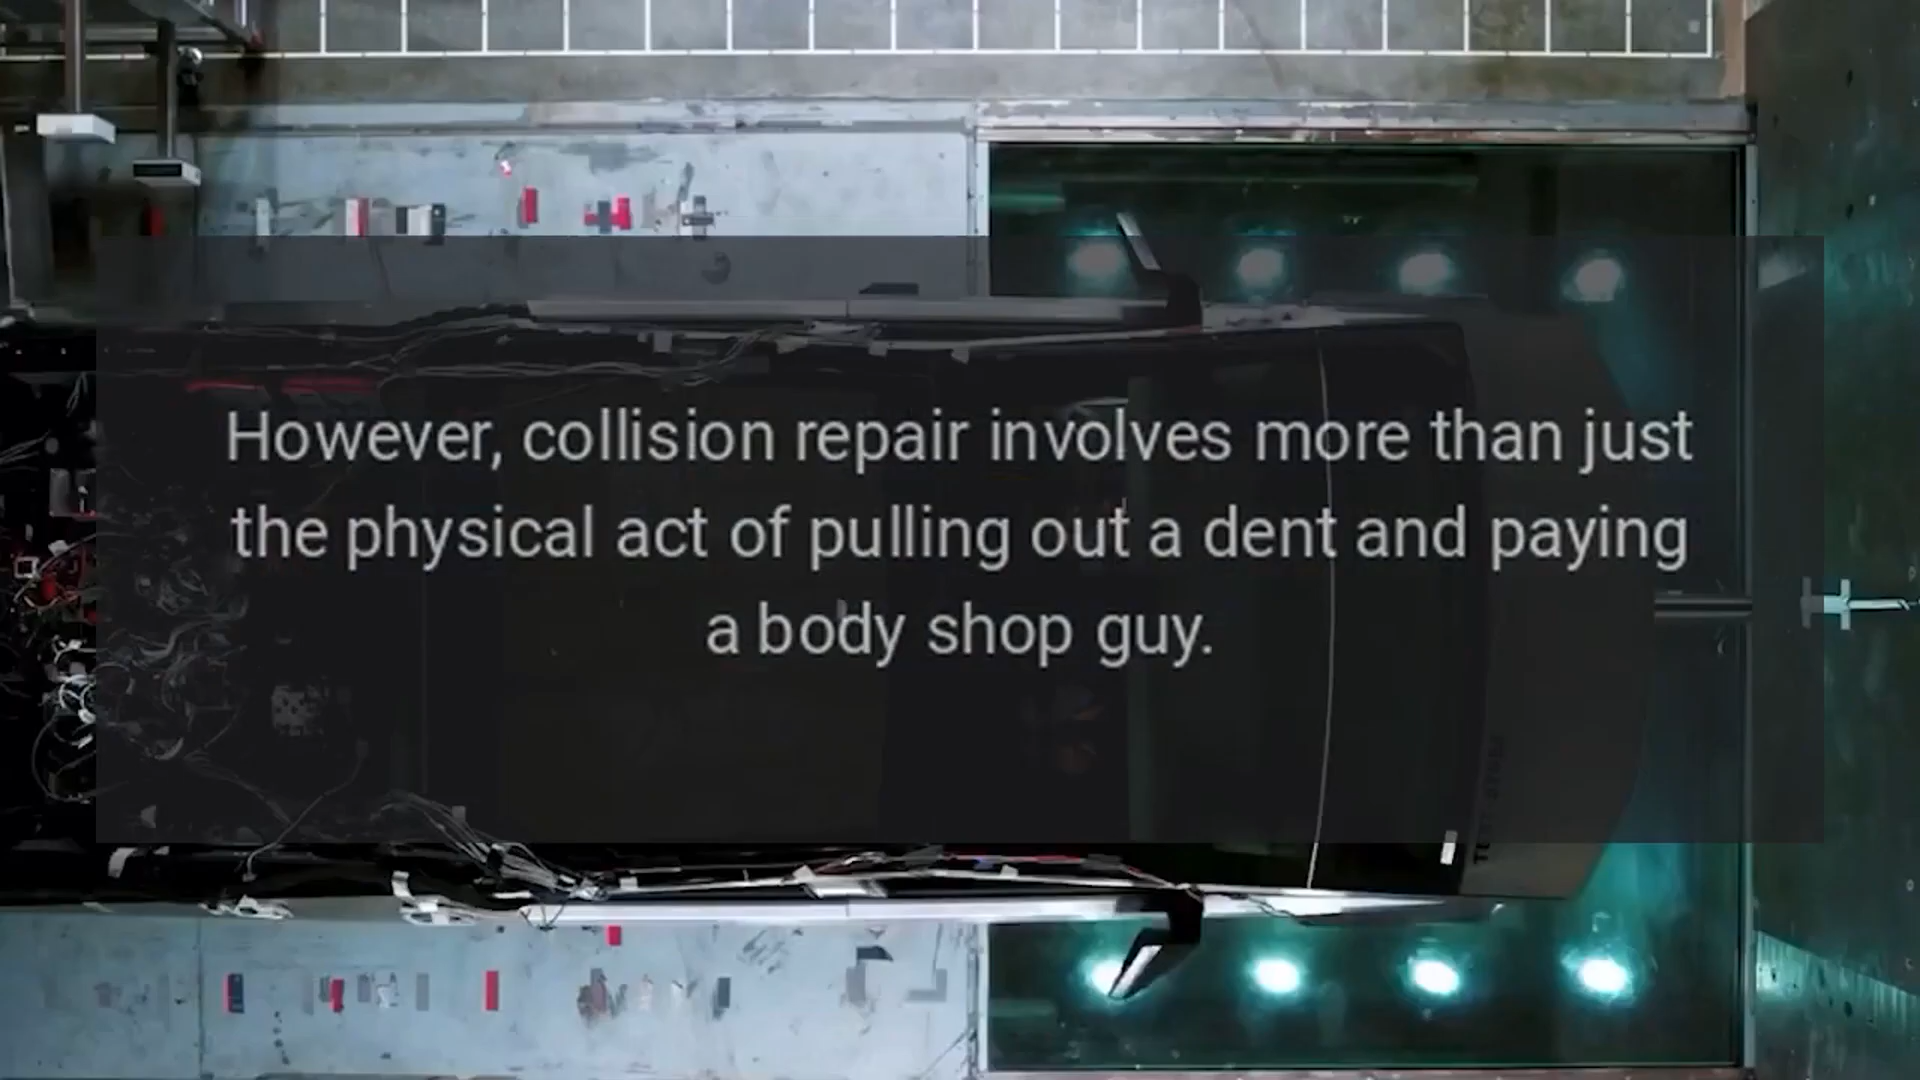 However, collision repair involves more than just
the physical act of pulling out a dent and paying
a body shop guy.